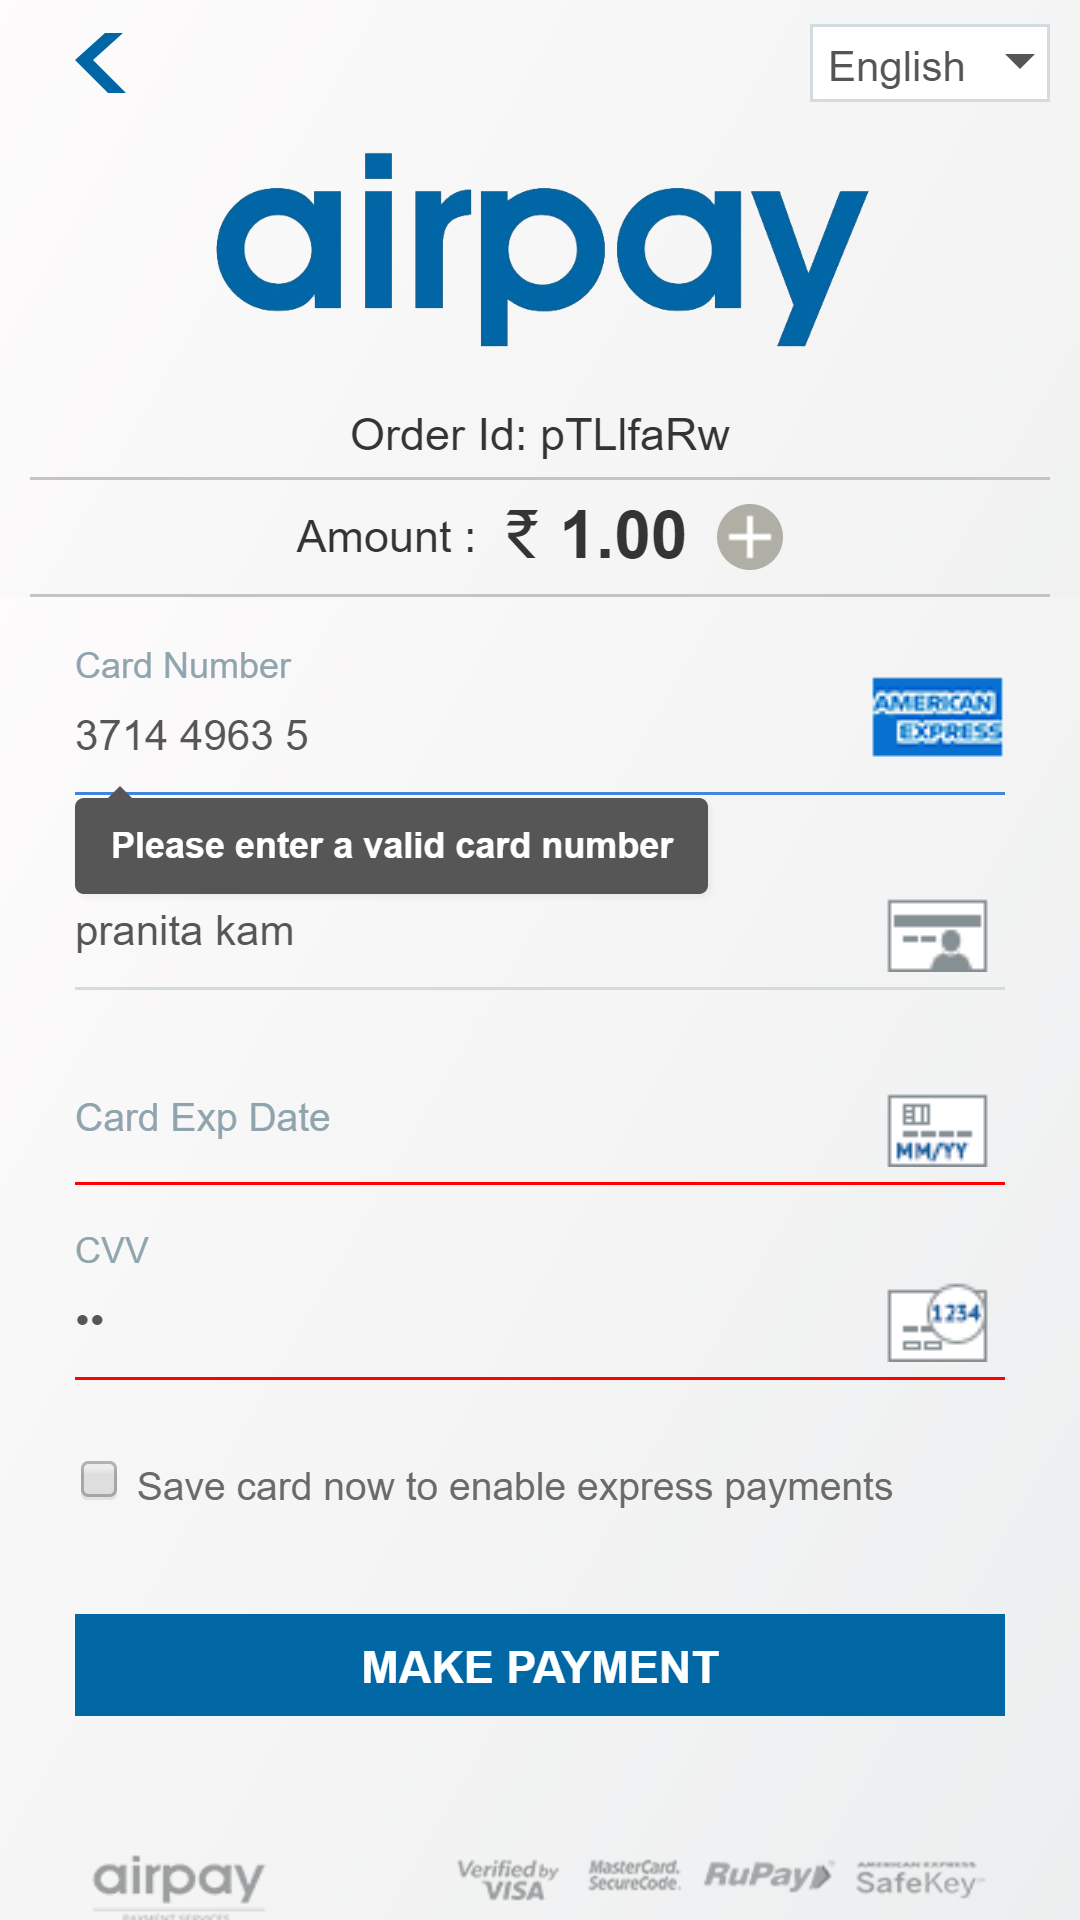 English
airpay
Order Id: pTLlfaRw
Amount : ₹ 1.00
Card Number
3714 4963 5
AMERICAN
EXPRESS
Please enter a valid card number
pranita kam
Card Exp Date
MM/YY
CVV
••
1234
Save card now to enable express payments
MAKE PAYMENT
airpay
PAYMENT SERVICES
Verified by
VISA
MasterCard.
SecureCode.
RuPay
AMERICAN EXPRESS
SafeKey